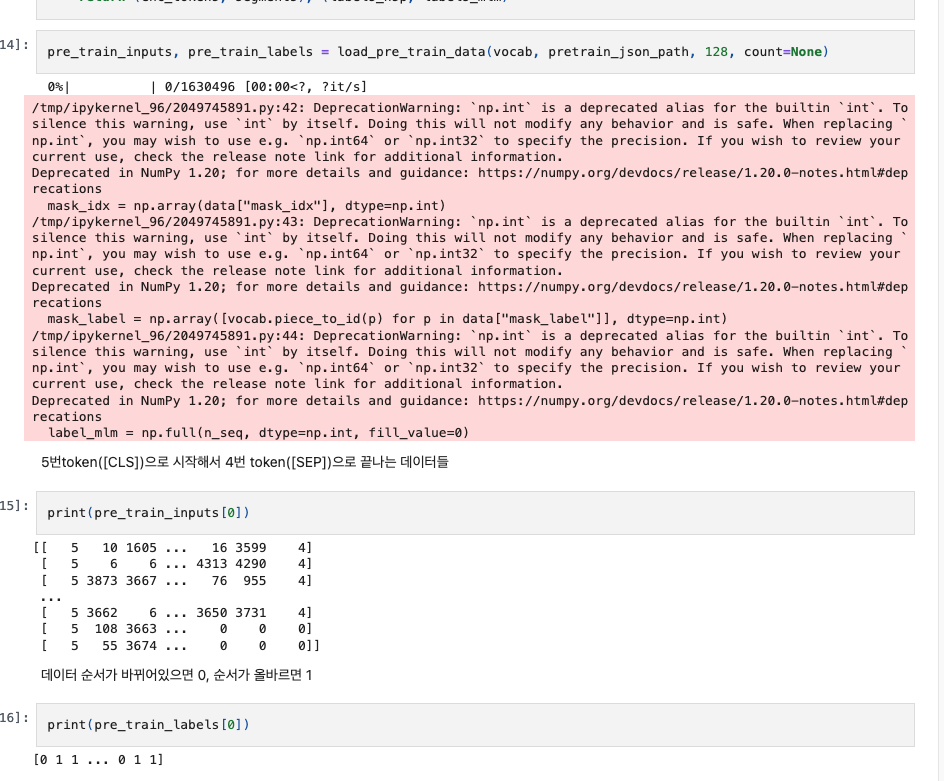 14]:
pre_train_inputs, pre_train_labels = load_pre_train_data(vocab, pretrain_json_path, 128, count=None)
0%|          | 0/1630496 [00:00<?, ?it/s]
/tmp/ipykernel_96/2049745891.py:42: DeprecationWarning: `np.int` is a deprecated alias for the builtin `int`. To
silence this warning, use `int` by itself. Doing this will not modify any behavior and is safe. When replacing `
np.int`, you may wish to use e.g. `np.int64` or `np.int32` to specify the precision. If you wish to review your
current use, check the release note link for additional information.
Deprecated in NumPy 1.20; for more details and guidance: https://numpy.org/devdocs/release/1.20.0-notes.html#dep
recations
  mask_idx = np.array(data["mask_idx"], dtype=np.int)
/tmp/ipykernel_96/2049745891.py:43: DeprecationWarning: `np.int` is a deprecated alias for the builtin `int`. To
silence this warning, use `int` by itself. Doing this will not modify any behavior and is safe. When replacing `
np.int`, you may wish to use e.g. `np.int64` or `np.int32` to specify the precision. If you wish to review your
current use, check the release note link for additional information.
Deprecated in NumPy 1.20; for more details and guidance: https://numpy.org/devdocs/release/1.20.0-notes.html#dep
recations
  mask_label = np.array([vocab.piece_to_id(p) for p in data["mask_label"]], dtype=np.int)
/tmp/ipykernel_96/2049745891.py:44: DeprecationWarning: `np.int` is a deprecated alias for the builtin `int`. To
silence this warning, use `int` by itself. Doing this will not modify any behavior and is safe. When replacing `
np.int`, you may wish to use e.g. `np.int64` or `np.int32` to specify the precision. If you wish to review your
current use, check the release note link for additional information.
Deprecated in NumPy 1.20; for more details and guidance: https://numpy.org/devdocs/release/1.20.0-notes.html#dep
recations
  label_mlm = np.full(n_seq, dtype=np.int, fill_value=0)
5번token([CLS])으로 시작해서 4번 token([SEP])으로 끝나는 데이터들
15]:
print(pre_train_inputs[0])
[[   5   10 1605 ...   16 3599    4]
 [   5    6    6 ... 4313 4290    4]
 [   5 3873 3667 ...   76  955    4]
 ...
 [   5 3662    6 ... 3650 3731    4]
 [   5  108 3663 ...    0    0    0]
 [   5   55 3674 ...    0    0    0]]
데이터 순서가 바뀌어있으면 0, 순서가 올바르면 1
16]:
print(pre_train_labels[0])
[0 1 1 ... 0 1 1]